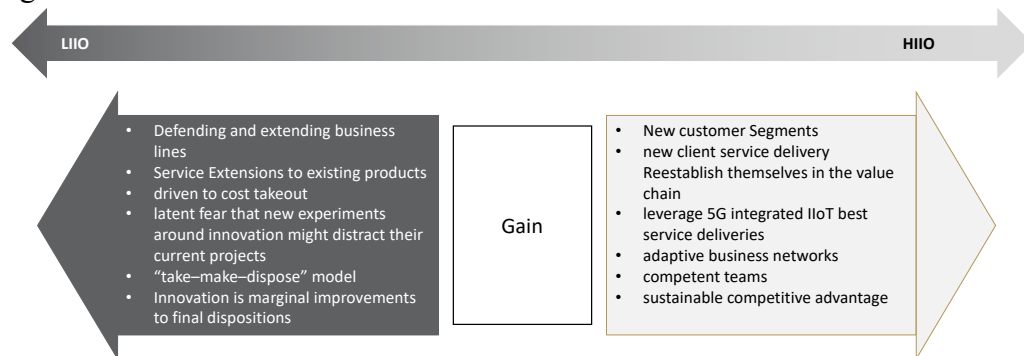 LIIO
HIIO
• Defending and extending business
lines
• Service Extensions to existing products
• driven to cost takeout
• latent fear that new experiments
around innovation might distract their
current projects
• “take–make–dispose” model
• Innovation is marginal improvements
to final dispositions
Gain
• New customer Segments
• new client service delivery
Reestablish themselves in the value
chain
• leverage 5G integrated IIoT best
service deliveries
• adaptive business networks
• competent teams
• sustainable competitive advantage